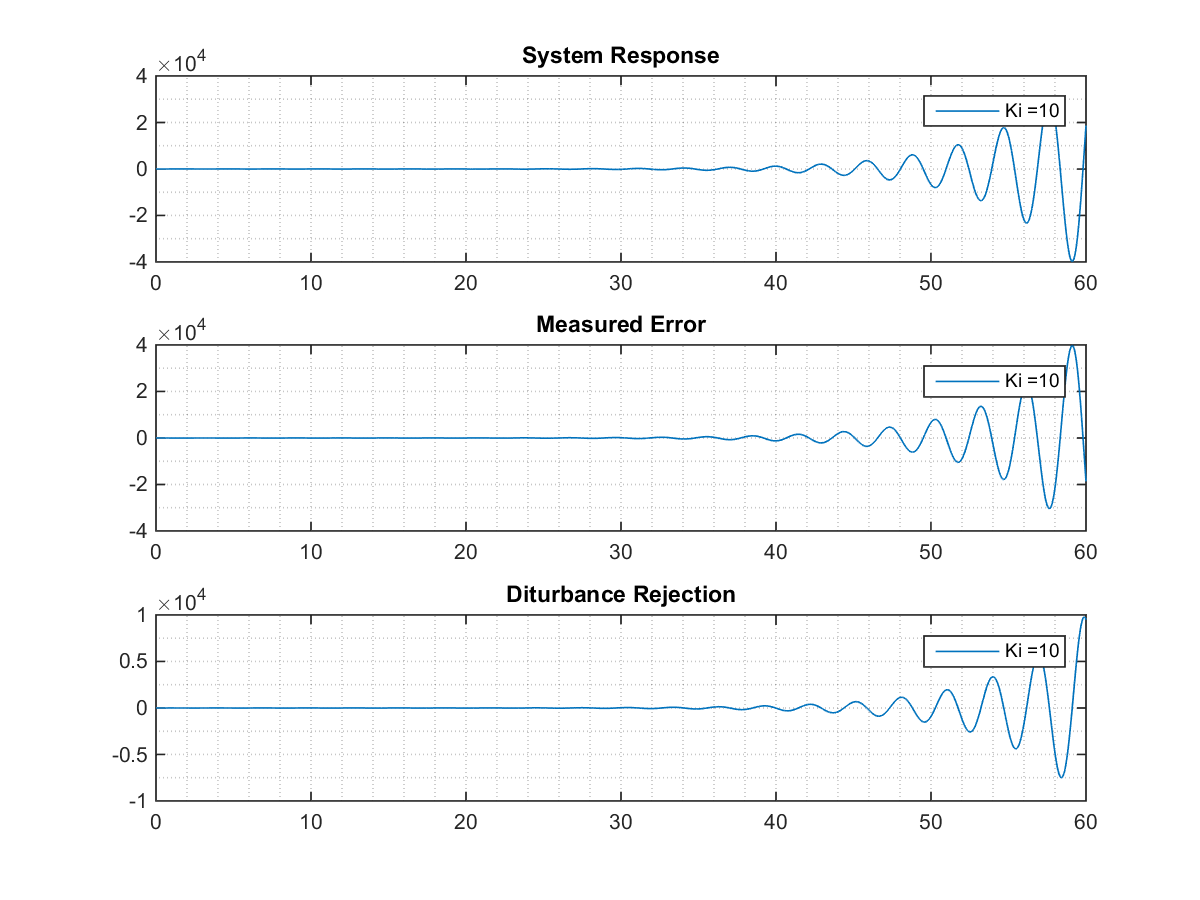 System Response
×10^4
4
2
0
-2
-4
Ki =10
0 10 20 30 40 50 60
Measured Error
×10^4
4
2
0
-2
-4
Ki =10
0 10 20 30 40 50 60
Diturbance Rejection
×10^4
1
0.5
0
-0.5
-1
Ki =10
0 10 20 30 40 50 60